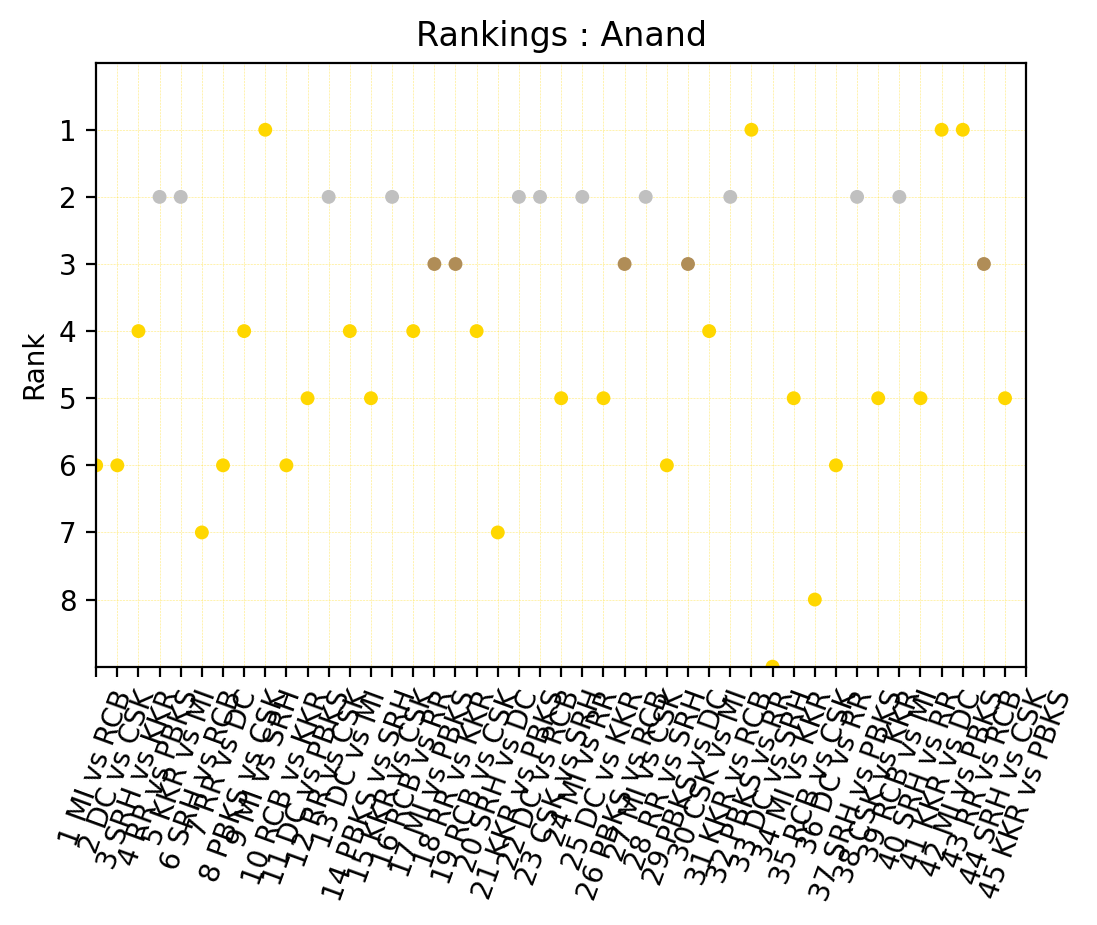 Rankings : Anand
Rank
1
2
3
4
5
6
7
8
1 MI vs RCB
2 DC vs CSK
3 SRH vs KKR
4 RR vs PBKS
5 KKR vs MI
6 SRH vs RCB
7 RR vs DC
8 PBKS vs CSK
9 MI vs SRH
10 RCB vs KKR
11 DC vs PBKS
12 RR vs CSK
13 DC vs MI
14 PBKS vs SRH
15 KKR vs
16 RCB vs RR
17 MI vs PBKS
18 RR vs KKR
19 RCB vs CSK
20 SRH vs DC
21 KKR vs PBKS
22 DC vs RCB
23 CSK vs SRH
24 MI vs RR
25 DC vs KKR
26 PBKS vs RCB
27 MI vs CSK
28 RR vs SRH
29 PBKS vs DC
30 CSK vs MI
31 KKR vs RCB
32 PBKS vs RR
33 DC vs SRH
34 MI vs KKR
35 RCB vs CSK
36 DC vs RR
37 SRH vs PBKS
38 CSK vs KKR
39 RCB vs MI
40 SRH vs RR
41 KKR vs DC
42 MI vs PBKS
43 RR vs RCB
44 SRH vs CSK
45 KKR vs PBKS